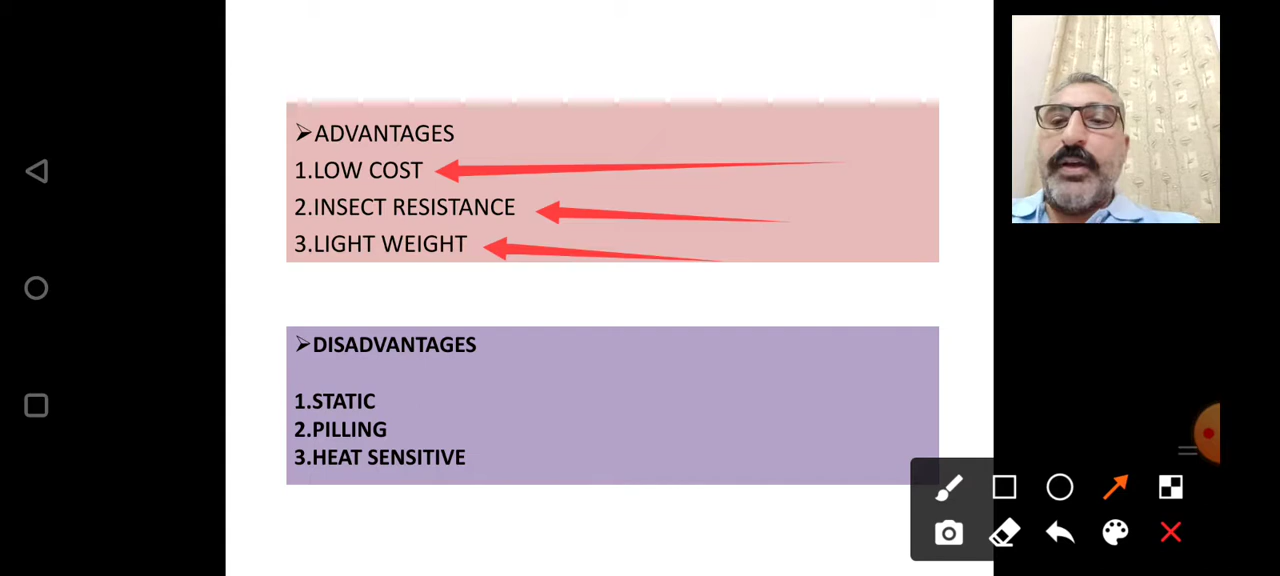 ➢ADVANTAGES
1.LOW COST
2.INSECT RESISTANCE
3.LIGHT WEIGHT
➢DISADVANTAGES
1.STATIC
2.PILLING
3.HEAT SENSITIVE